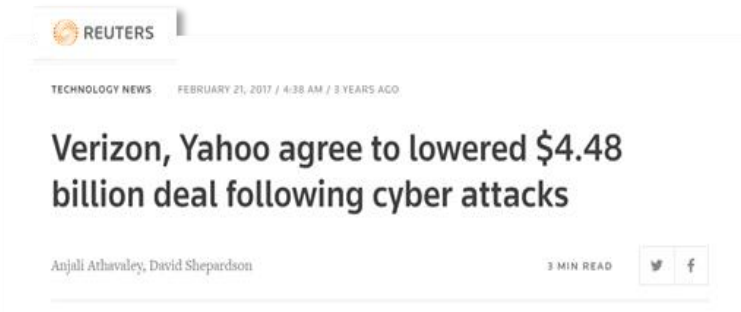 REUTERS
TECHNOLOGY NEWS FEBRUARY 21, 2017 / 4:38 AM / 3 YEARS AGO
Verizon, Yahoo agree to lowered $4.48
billion deal following cyber attacks
Anjali Athavaley, David Shepardson 3 MIN READ